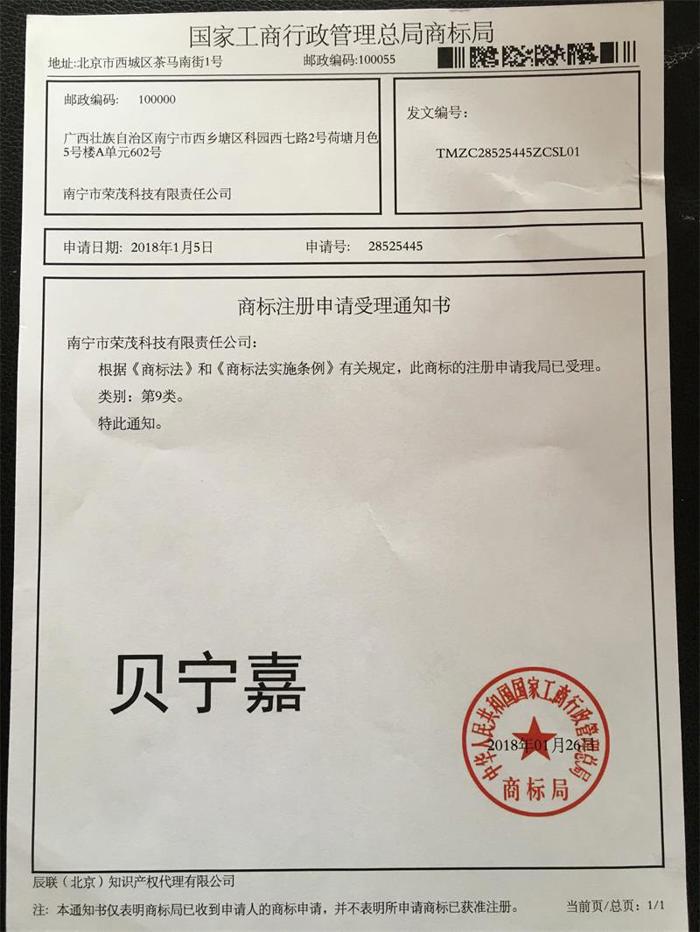 国家工商行政管理总局商标局
地址:北京市西城区茶马南街1号 邮政编码:100055
邮政编码: 100000
广西壮族自治区南宁市西乡塘区科园西七路2号荷塘月色
5号楼A单元602号
南宁市荣茂科技有限责任公司
发文编号:
TMZC28525445ZCSL01
申请日期: 2018年1月5日 申请号: 28525445
商标注册申请受理通知书
南宁市荣茂科技有限责任公司:
根据《商标法》和《商标法实施条例》有关规定，此商标的注册申请我局已受理。
类别: 第9类。
特此通知。
贝宁嘉
中华人民共和国国家工商行政管理总局
2018年01月26日
商标局
辰联（北京）知识产权代理有限公司
注: 本通知书仅表明商标局已收到申请人的商标申请，并不表明所申请商标已获准注册。 当前页/总页: 1/1